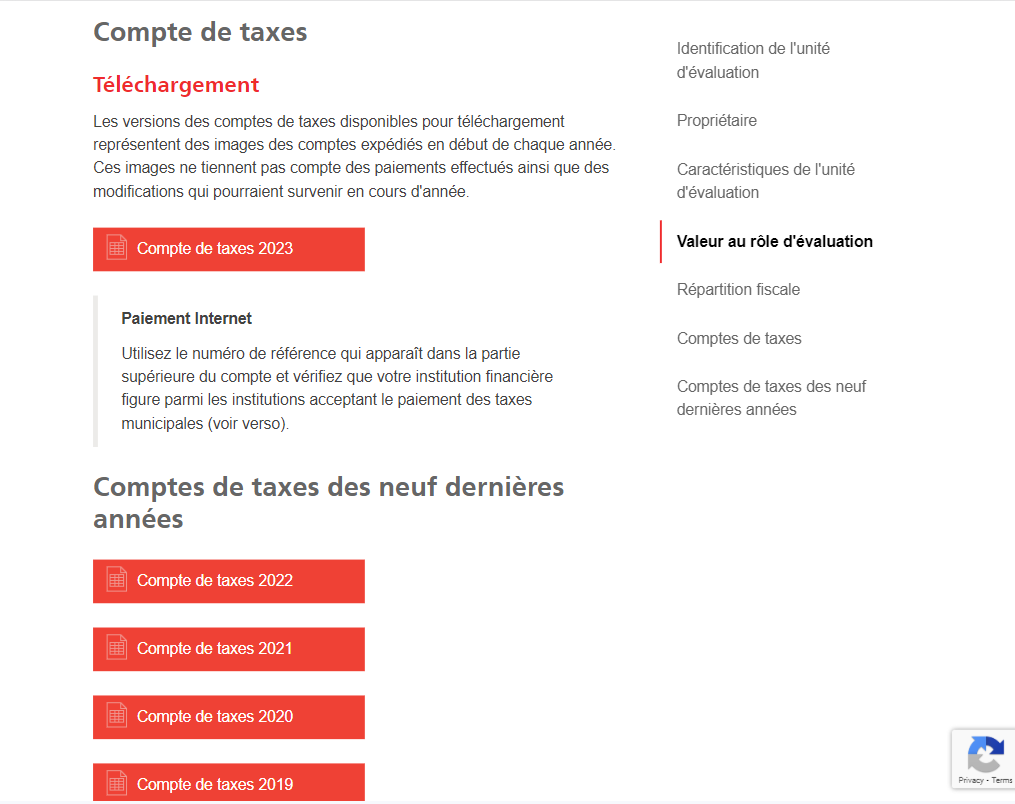 Compte de taxes
Téléchargement
Les versions des comptes de taxes disponibles pour téléchargement
représentent des images des comptes expédiés en début de chaque année.
Ces images ne tiennent pas compte des paiements effectués ainsi que des
modifications qui pourraient survenir en cours d'année.
Compte de taxes 2023
Paiement Internet
Utilisez le numéro de référence qui apparaît dans la partie
supérieure du compte et vérifiez que votre institution financière
figure parmi les institutions acceptant le paiement des taxes
municipales (voir verso).
Comptes de taxes des neuf dernières
années
Compte de taxes 2022
Compte de taxes 2021
Compte de taxes 2020
Compte de taxes 2019
Identification de l'unité
d'évaluation
Propriétaire
Caractéristiques de l'unité
d'évaluation
Valeur au rôle d'évaluation
Répartition fiscale
Comptes de taxes
Comptes de taxes des neuf
dernières années
Privacy - Terms